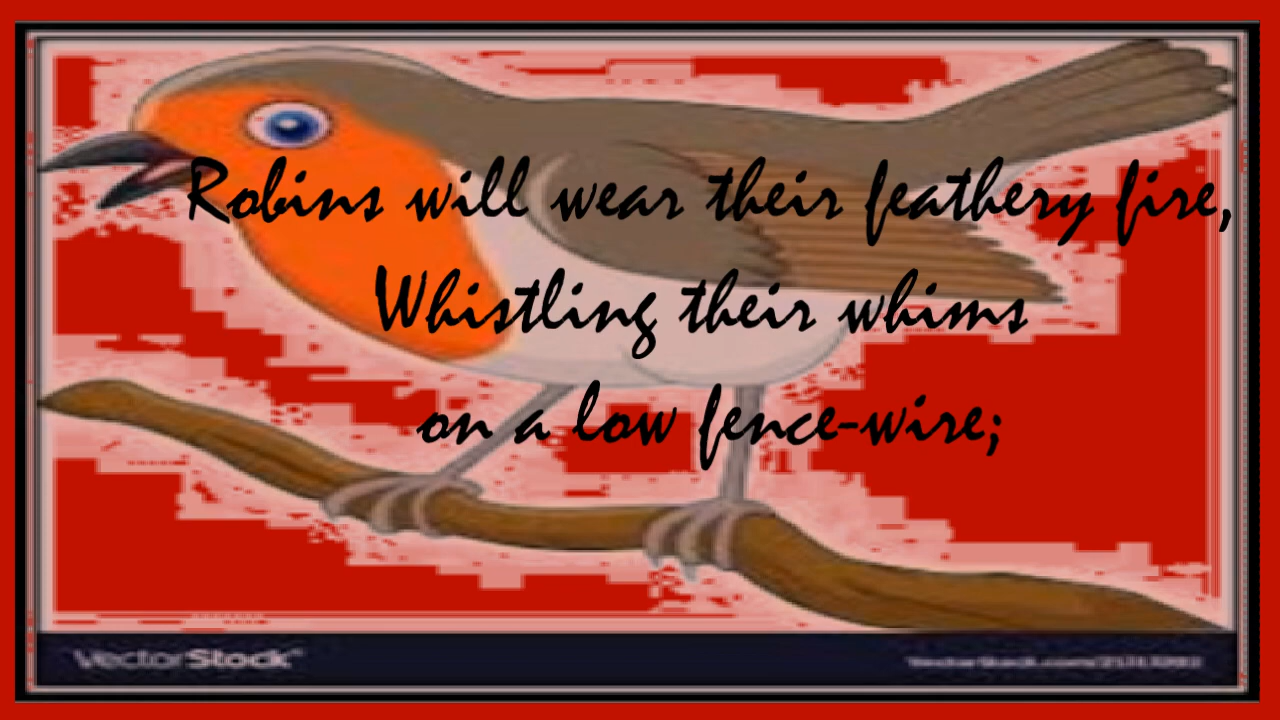 Robins will wear their feathery fire,
Whistling their whims
on a low fence-wire;
VectorStock